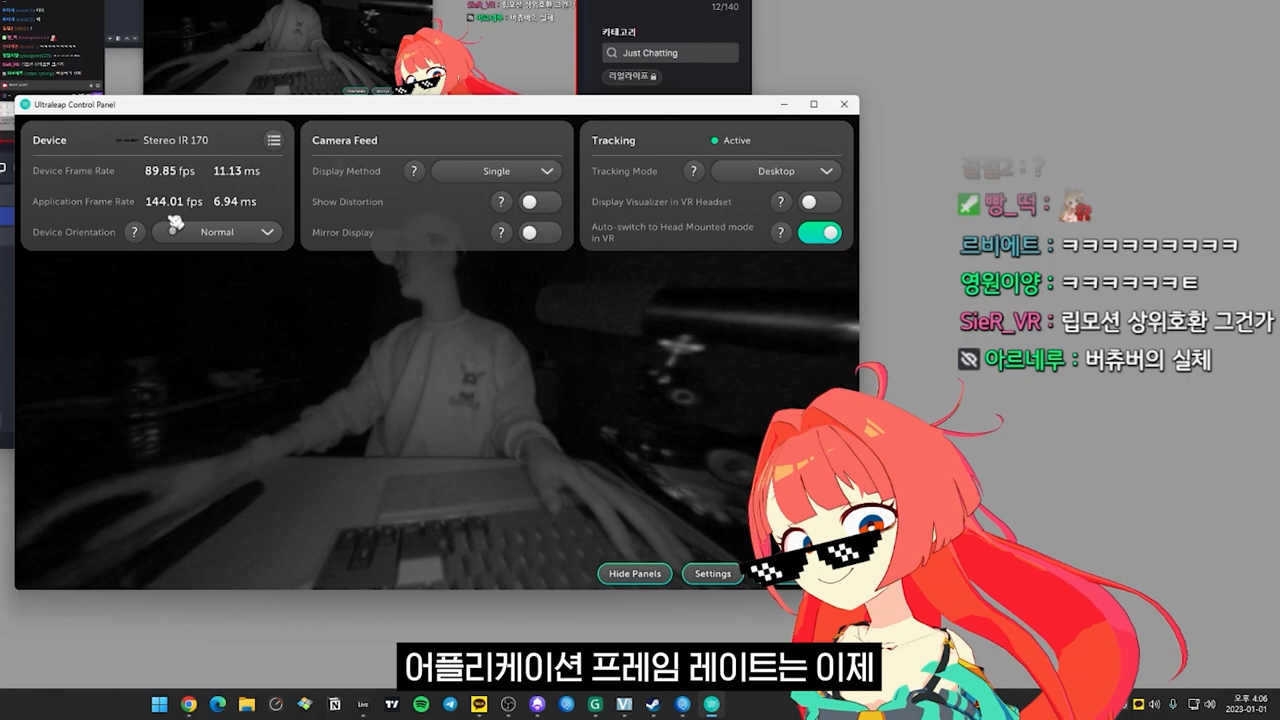 12/140
카테고리
Just Chatting
리얼라이프
Ultraleap Control Panel
Device
Stereo IR 170
Device Frame Rate
89.85 fps
11.13 ms
Application Frame Rate
144.01 fps
6.94 ms
Device Orientation
?
Normal
Camera Feed
Display Method
?
Single
Show Distortion
?
Mirror Display
?
Tracking
Active
Tracking Mode
?
Desktop
Display Visualizer in VR Headset
?
Auto-switch to Head Mounted mode
in VR
?
: ?
빵_떡 :
르비에트 : ㅋㅋㅋㅋㅋㅋㅋㅋㅋ
영원이양 : ㅋㅋㅋㅋㅋㅋㅌ
SieR_VR : 립모션 상위호환 그건가
아르네루 : 버츄버의 실체
Hide Panels
Settings
어플리케이션 프레임 레이트는 이제
Live
오후 4:06
2023-01-01